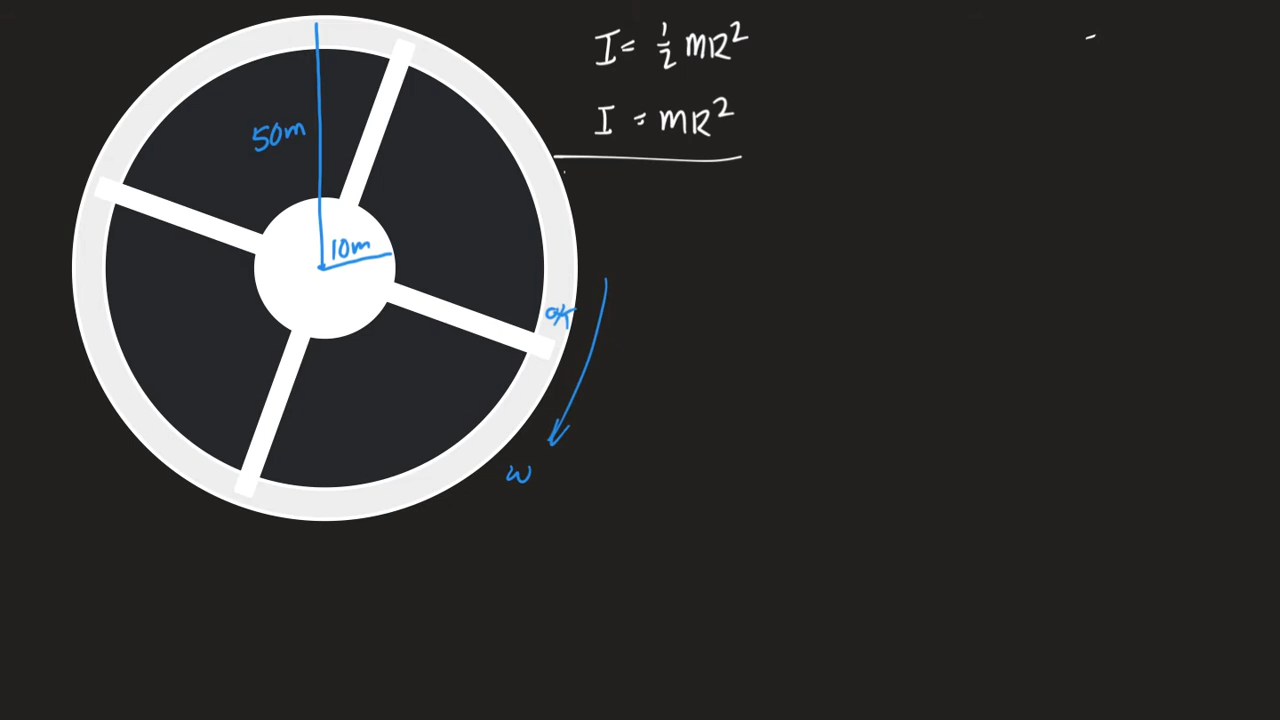 I = 1/2 mR²
I = mR²
50m
10m
ω